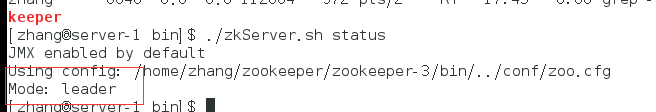 keeper
[zhang@server-1 bin]$ ./zkServer.sh status
JMX enabled by default
Using config: /home/zhang/zookeeper/zookeeper-3/bin/../conf/zoo.cfg
Mode: leader
[zhang@server-1 bin]$